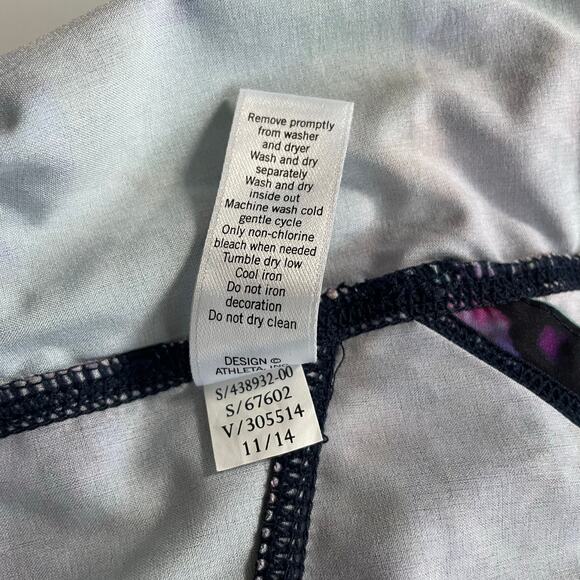 Remove promptly
from washer
and dryer
Wash and dry
separately
Wash and dry
inside out
Machine wash cold
gentle cycle
Only non-chlorine
bleach when needed
Tumble dry low
Cool iron
Do not iron
decoration
Do not dry clean
DESIGN ©
ATHLETA, INC
S/438932-00
S/67602
V/305514
11/14